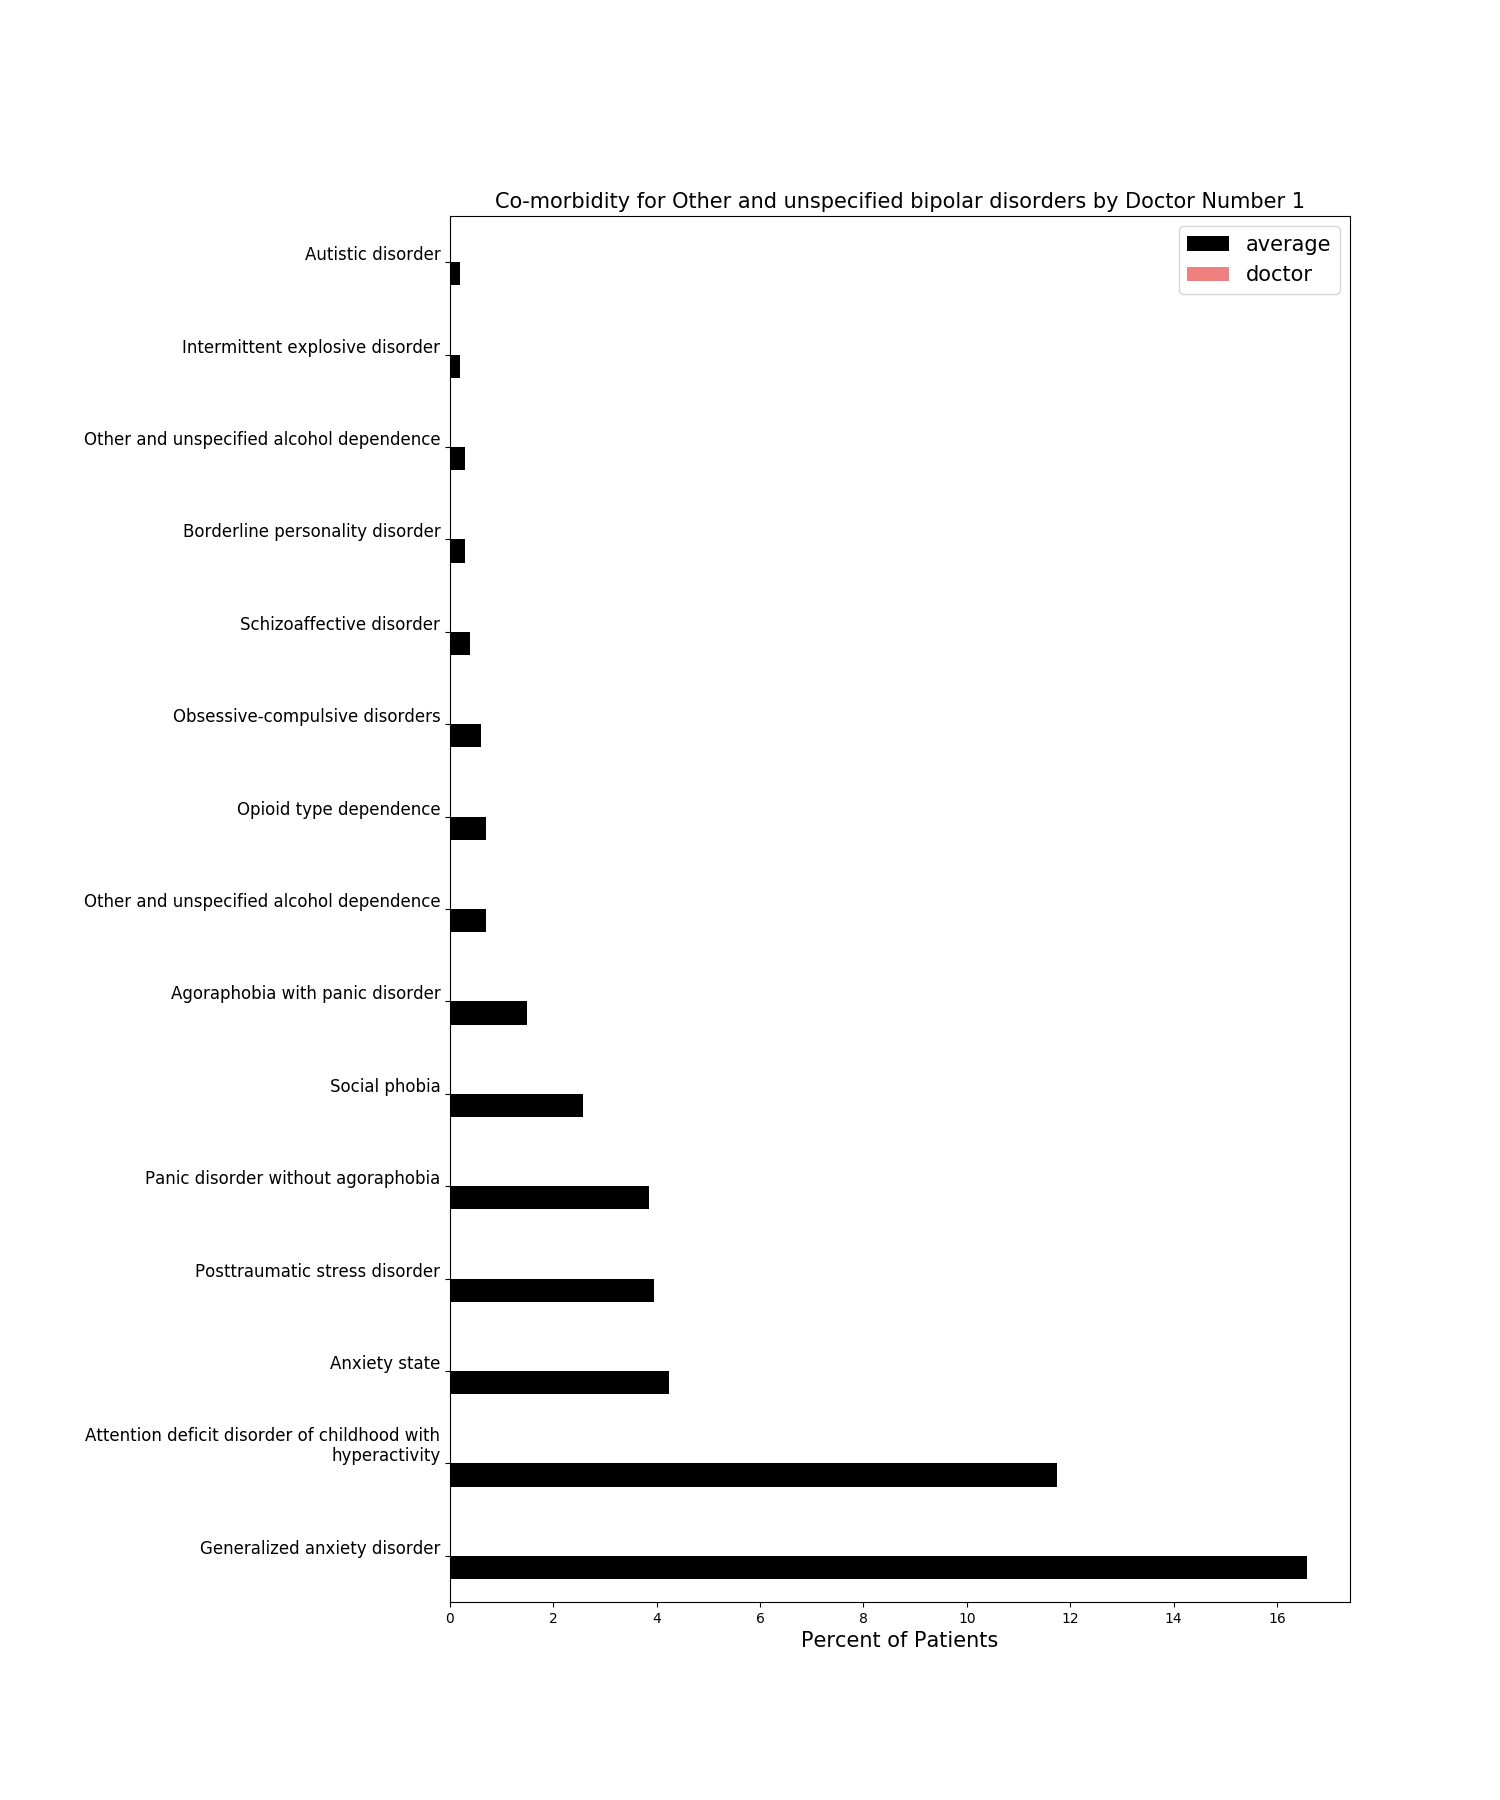 Co-morbidity for Other and unspecified bipolar disorders by Doctor Number 1
average
doctor
Autistic disorder
Intermittent explosive disorder
Other and unspecified alcohol dependence
Borderline personality disorder
Schizoaffective disorder
Obsessive-compulsive disorders
Opioid type dependence
Other and unspecified alcohol dependence
Agoraphobia with panic disorder
Social phobia
Panic disorder without agoraphobia
Posttraumatic stress disorder
Anxiety state
Attention deficit disorder of childhood with
hyperactivity
Generalized anxiety disorder
0 2 4 6 8 10 12 14 16
Percent of Patients